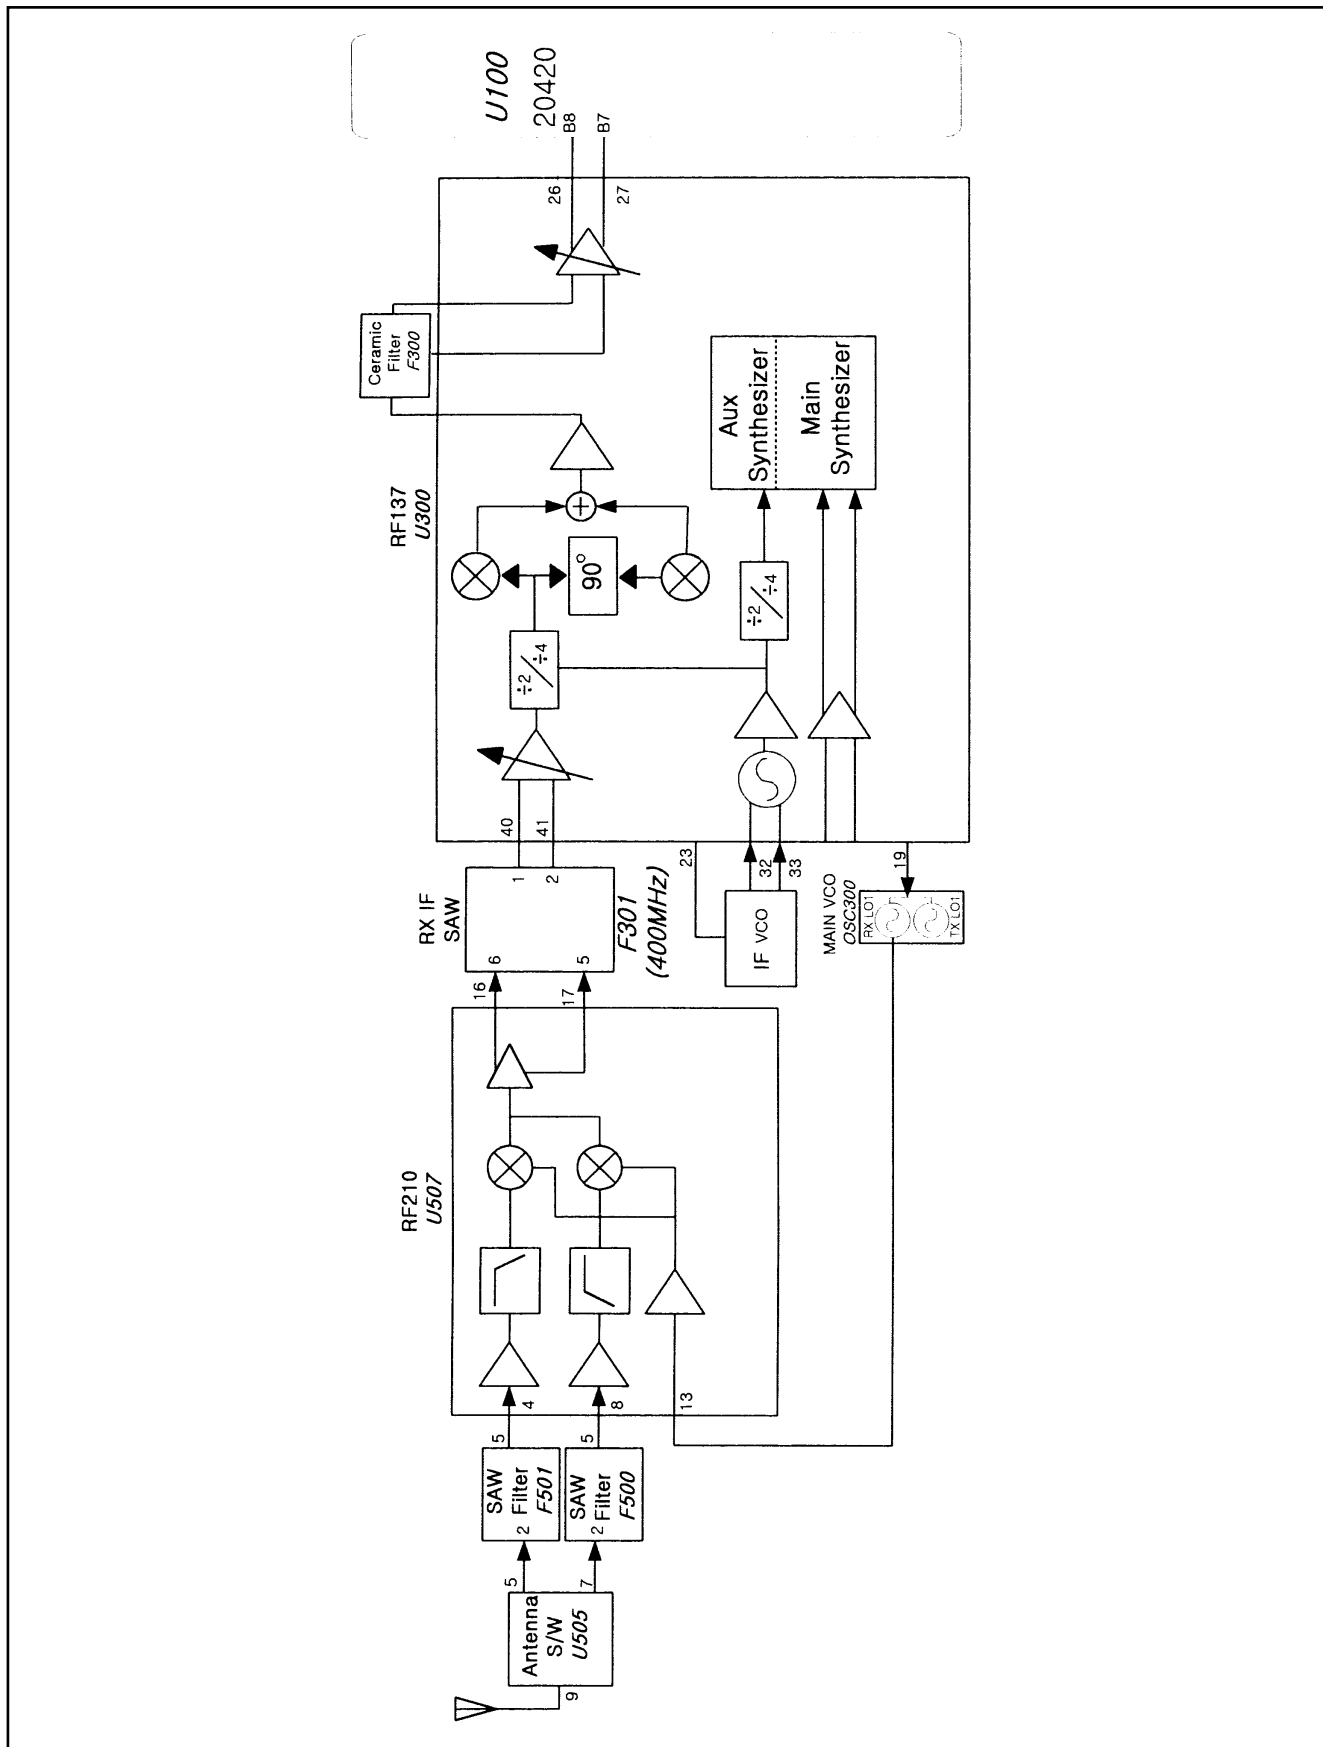 Antenna
S/W
U505
9
5
7
SAW
Filter
F501
2
5
SAW
Filter
F500
2
5
RF210
U507
4
8
13
16
17
RX IF
SAW
6
5
1
2
F301
(400MHz)
40
41
IF VCO
23
32
33
MAIN VCO
OSC300
RX LO1
TX LO1
19
RF137
U300
÷2/÷4
90°
÷2/÷4
Aux
Synthesizer
Main
Synthesizer
Ceramic
Filter
F300
26
27
U100
20420
B8
B7